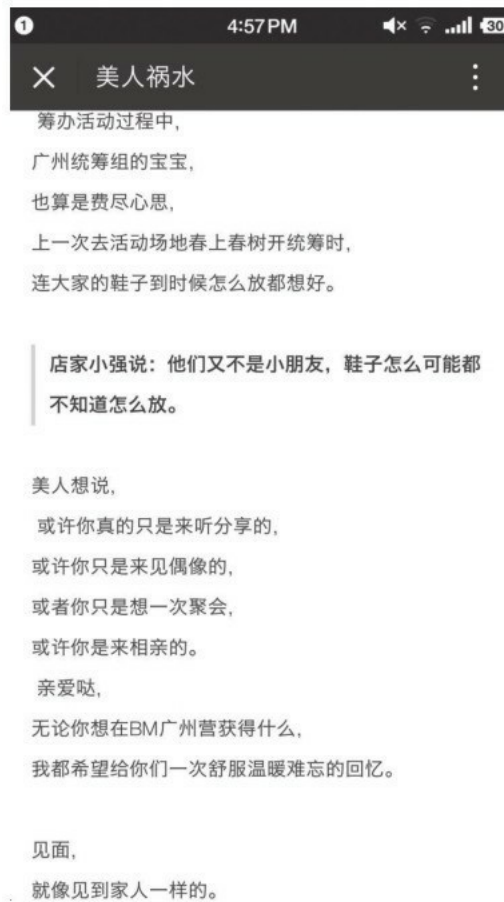 1
4:57 PM
30
美人祸水
筹办活动过程中,
广州统筹组的宝宝,
也算是费尽心思,
上一次去活动场地春上春树开统筹时,
连大家的鞋子到时候怎么放都想好。
店家小强说：他们又不是小朋友，鞋子怎么可能都
不知道怎么放。
美人想说,
或许你真的只是来听分享的,
或许你只是来见偶像的,
或者你只是想一次聚会,
或许你是来相亲的。
亲爱哒,
无论你想在BM广州营获得什么,
我都希望给你们一次舒服温暖难忘的回忆。
见面,
就像见到家人一样的。